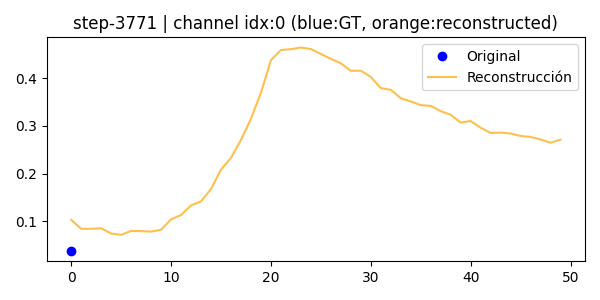 step-3771 | channel idx:0 (blue:GT, orange:reconstructed)
Original
Reconstrucción
0.4
0.3
0.2
0.1
0 10 20 30 40 50